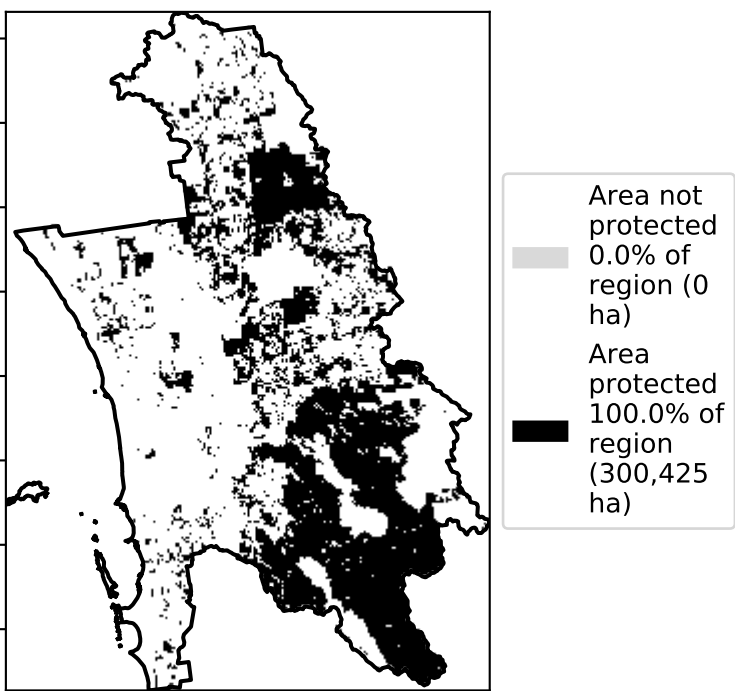 Area not
protected
0.0% of
region (0
ha)
Area
protected
100.0% of
region
(300,425
ha)